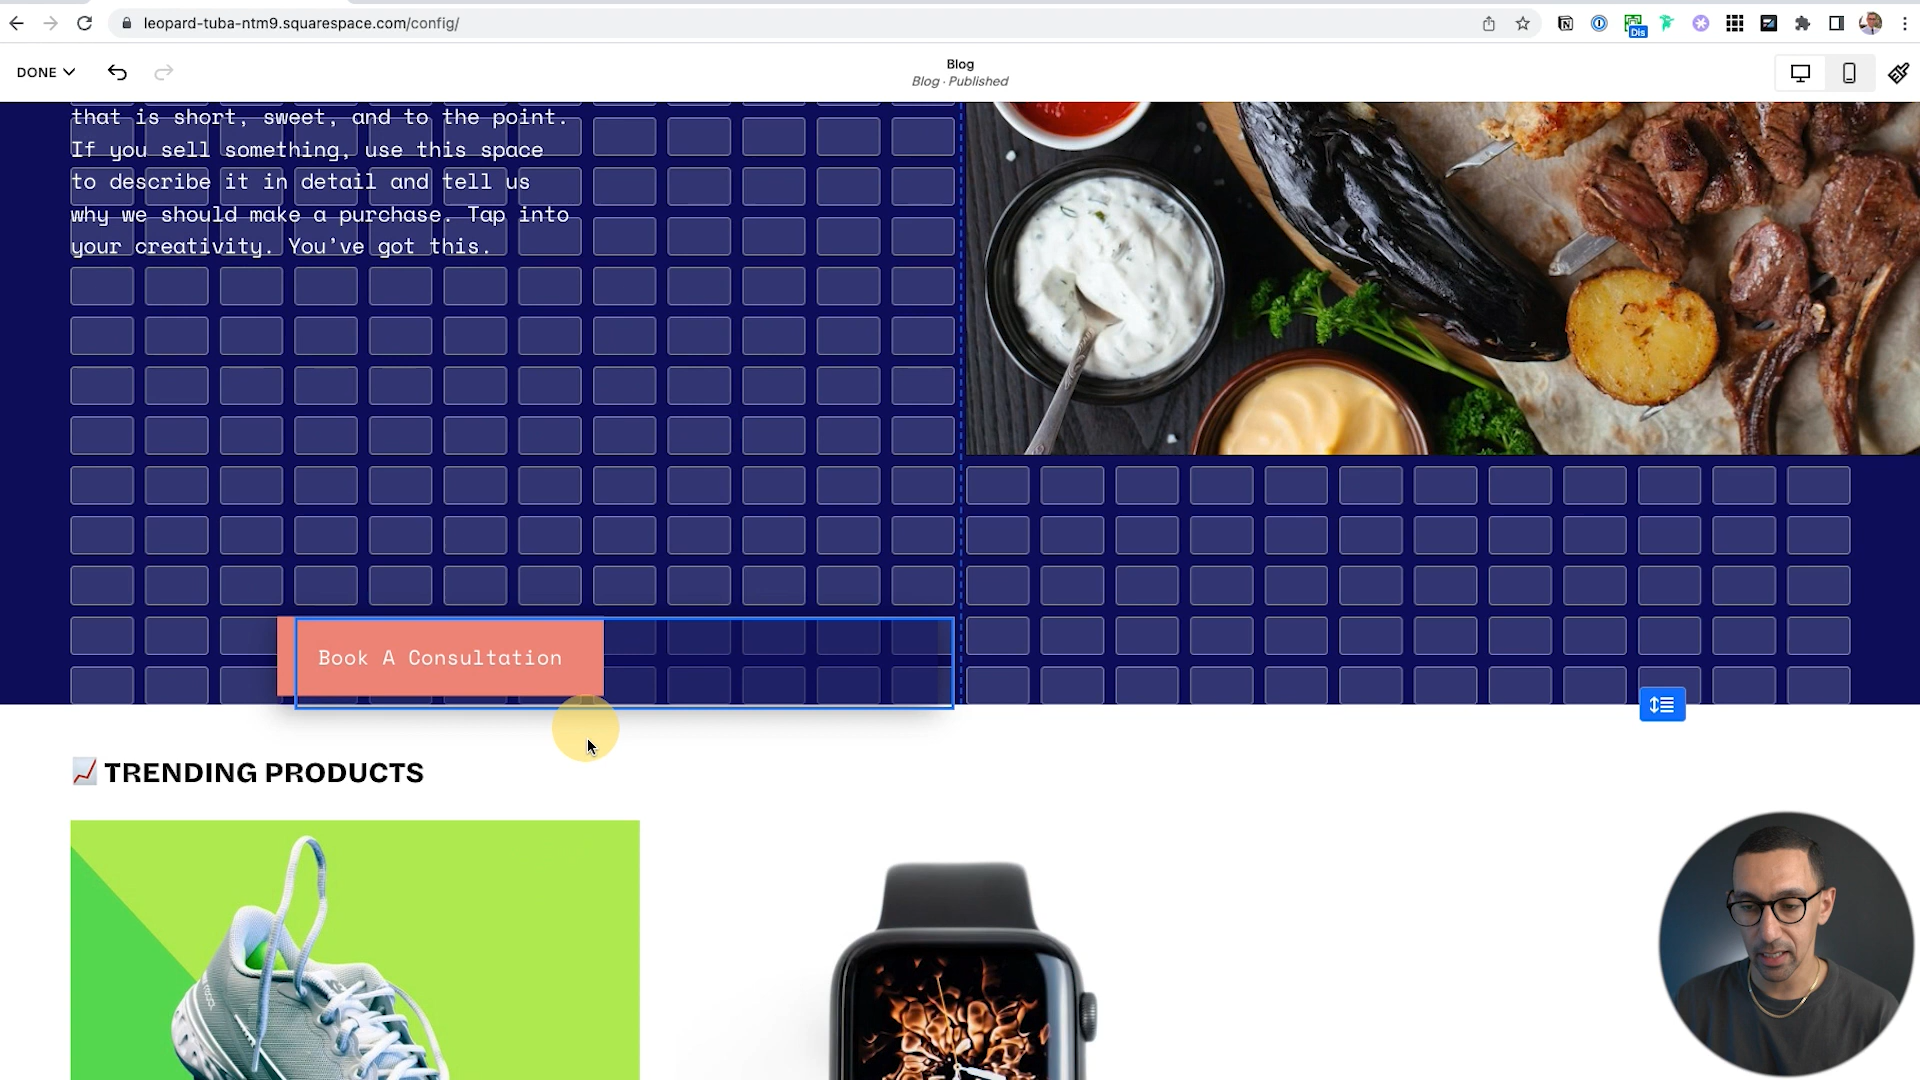 leopard-tuba-ntm9.squarespace.com/config/
Dis
DONE
Blog
Blog · Published
that is short, sweet, and to the point.
If you sell something, use this space
to describe it in detail and tell us
why we should make a purchase. Tap into
your creativity. You've got this.
Book A Consultation
📈 TRENDING PRODUCTS